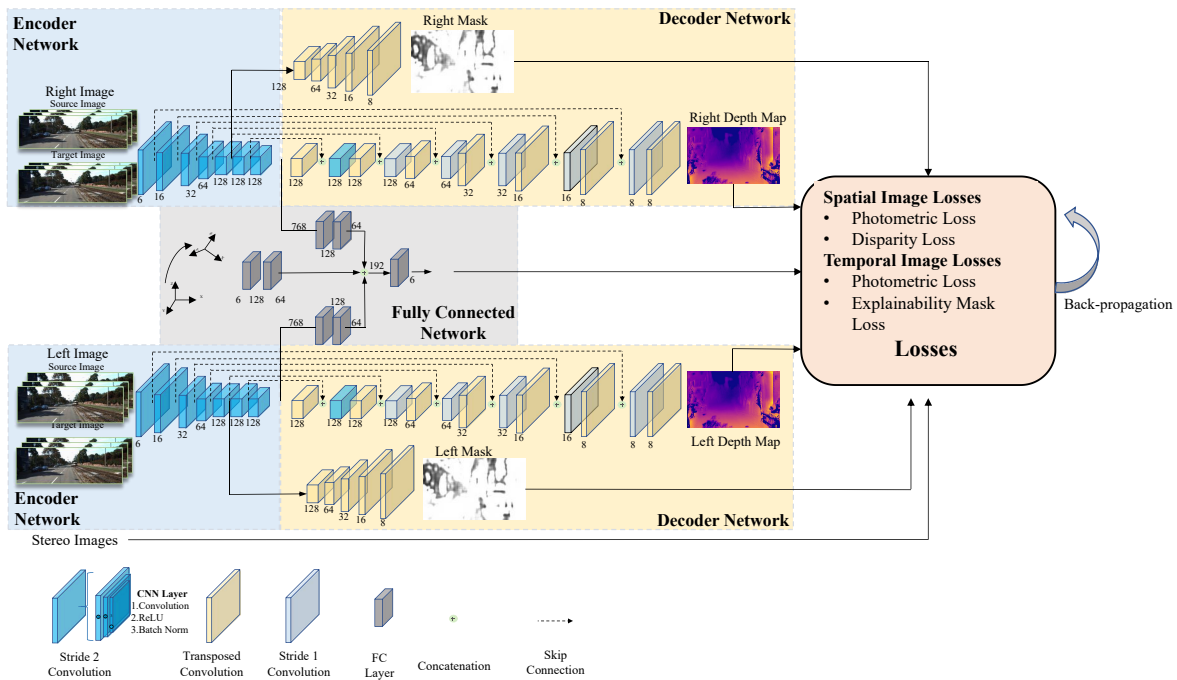 Encoder
Network
Decoder Network
Right Mask
128
64
32
16
8
Right Image
Source Image
Target Image
Right Depth Map
6
16
32
64
128
128
128
128
128
128
64
64
64
32
32
16
16
8
8
8
768
128
64
6
128
64
192
6
128
768
64
Fully Connected
Network
Spatial Image Losses
• Photometric Loss
• Disparity Loss
Temporal Image Losses
• Photometric Loss
• Explainability Mask
Loss
Losses
Back-propagation
Left Image
Source Image
Target Image
6
16
32
64
128
128
128
128
128
128
64
64
64
32
32
16
16
8
8
8
Left Depth Map
Left Mask
128
64
32
16
8
Encoder
Network
Decoder Network
Stereo Images
CNN Layer
1.Convolution
2.ReLU
3.Batch Norm
Stride 2
Convolution
Transposed
Convolution
Stride 1
Convolution
FC
Layer
Concatenation
Skip
Connection